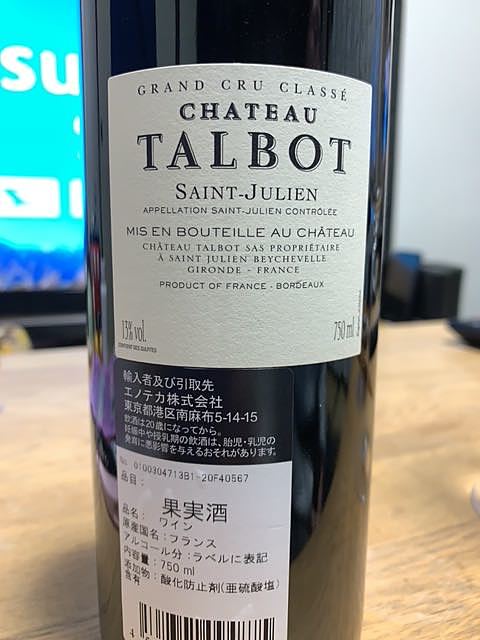 su
GRAND CRU CLASSÉ
CHATEAU
TALBOT
SAINT-JULIEN
APPELLATION SAINT-JULIEN CONTRÔLÉE
MIS EN BOUTEILLE AU CHÂTEAU
CHÂTEAU TALBOT SAS PROPRIÉTAIRE
À SAINT JULIEN BEYCHEVELLE
GIRONDE - FRANCE
PRODUCT OF FRANCE - BORDEAUX
13% vol.
750 ml
CONTIENT DES SULFITES
輸入者及び引取先
エノテカ株式会社
東京都港区南麻布5-14-15
飲酒は20歳になってから。
妊娠中や授乳期の飲酒は、胎児・乳児の
発育に悪影響を与えるおそれがあります。
No. 0100304713B1-20F40567
品目:
果実酒
品名: ワイン
原産国名:フランス
アルコール分:ラベルに表記
内容量:750 ml
添加物:酸化防止剤(亜硫酸塩)
含有